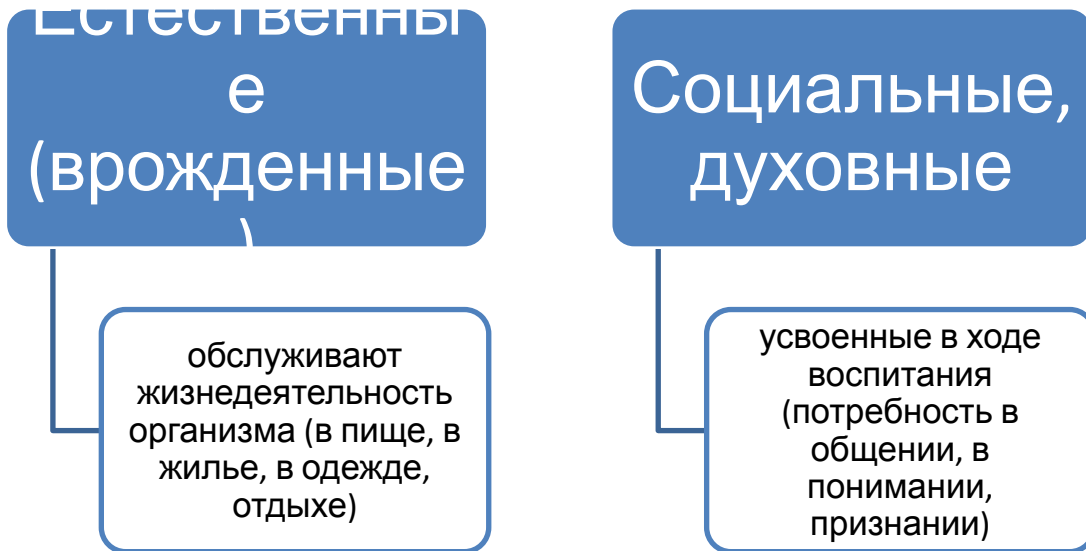 Естественны
е
(врожденные
)
обслуживают
жизнедеятельность
организма (в пище, в
жилье, в одежде,
отдыхе)
Социальные,
духовные
усвоенные в ходе
воспитания
(потребность в
общении, в
понимании,
признании)